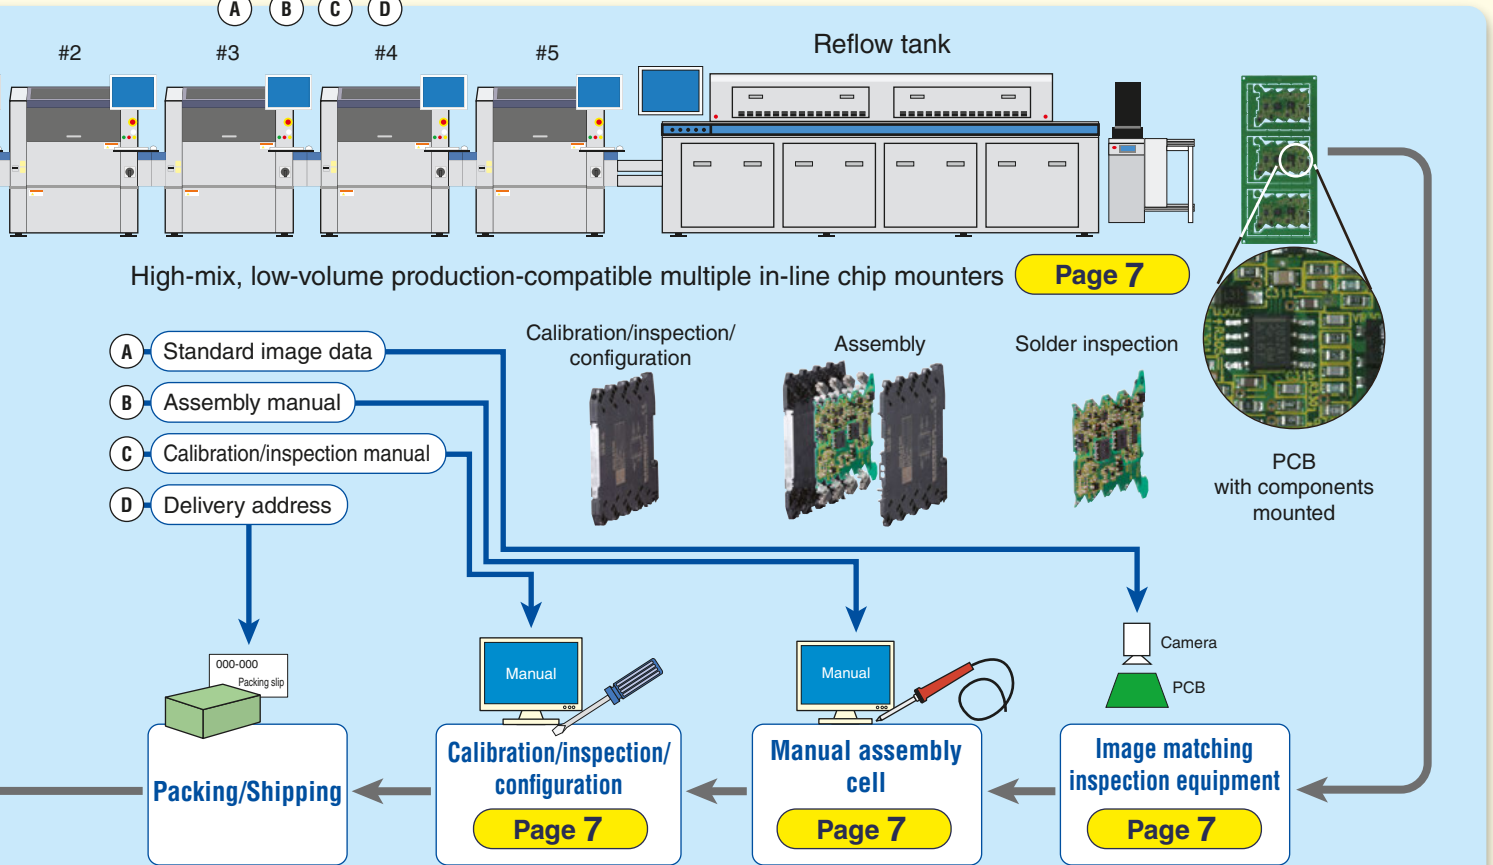 A B C D
#2 #3 #4 #5 Reflow tank
High-mix, low-volume production-compatible multiple in-line chip mounters Page 7
A Standard image data
B Assembly manual
C Calibration/inspection manual
D Delivery address
Calibration/inspection/
configuration
Assembly
Solder inspection
PCB
with components
mounted
000-000
Packing slip
Manual
Manual
Camera
PCB
Packing/Shipping
Calibration/inspection/
configuration
Page 7
Manual assembly
cell
Page 7
Image matching
inspection equipment
Page 7